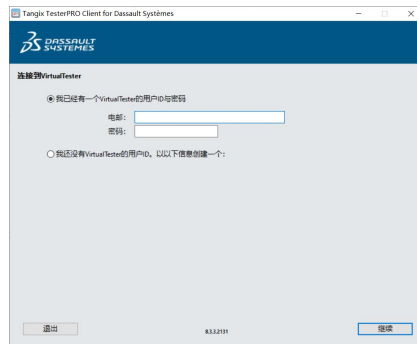 Tangix TesterPRO Client for Dassault Systèmes
DASSAULT
SYSTEMES
连接到VirtualTester
我已经有一个VirtualTester的用户ID与密码
电邮：
密码：
我还没有VirtualTester的用户ID。以以下信息创建一个：
退出
8.3.3.2131
继续